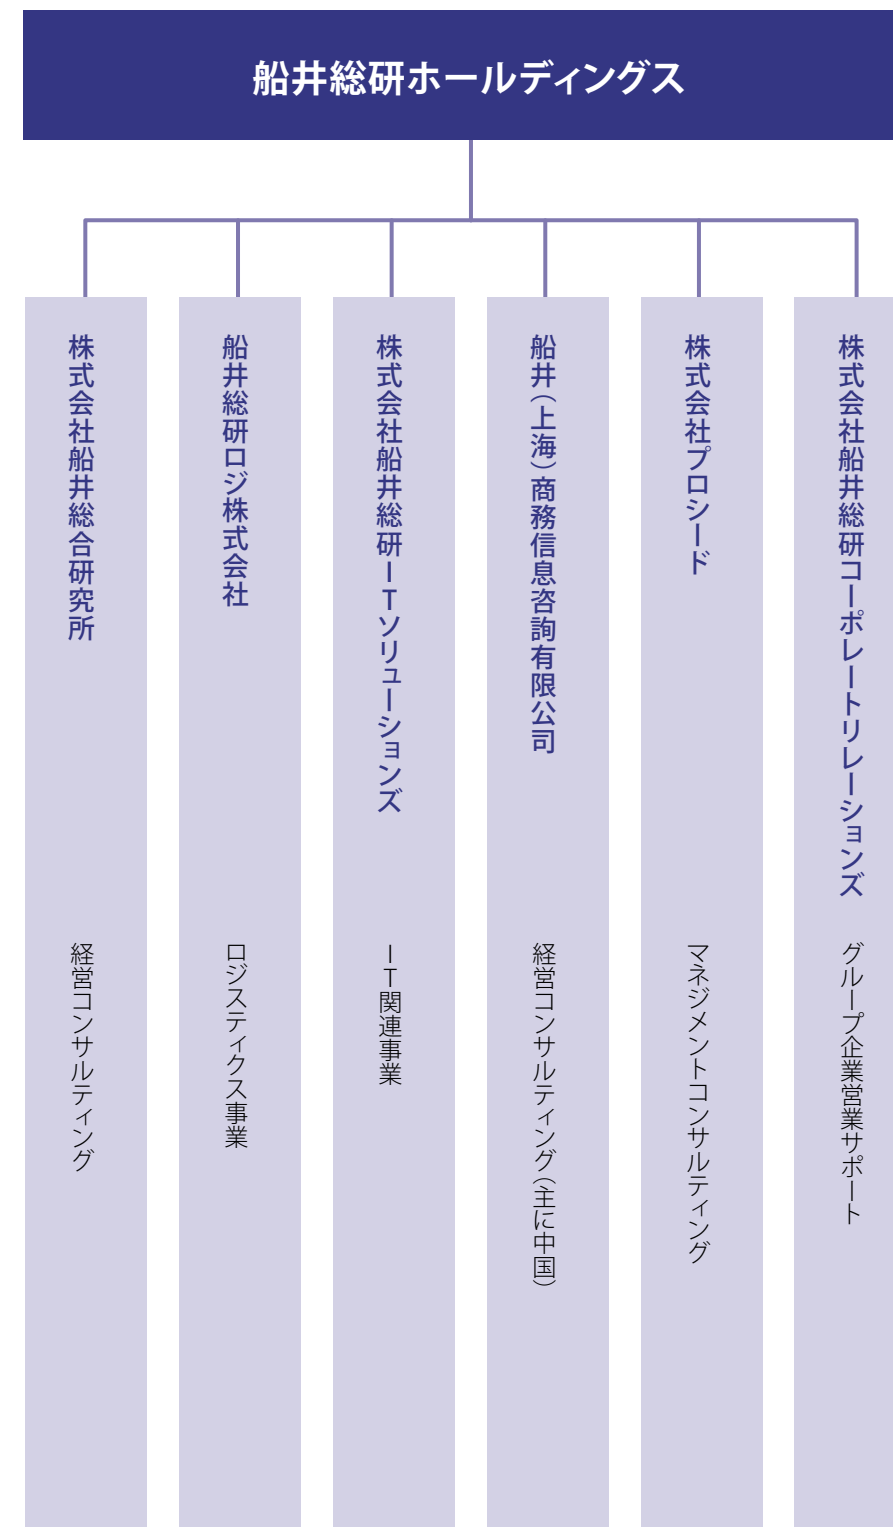 船井総研ホールディングス
株式会社船井総合研究所
経営コンサルティング
船井総研ロジ株式会社
ロジスティクス事業
株式会社船井総研ITソリューションズ
IT関連事業
船井（上海）商務信息咨詢有限公司
経営コンサルティング（主に中国）
株式会社プロシード
マネジメントコンサルティング
株式会社船井総研コーポレートリレーションズ
グループ企業営業サポート